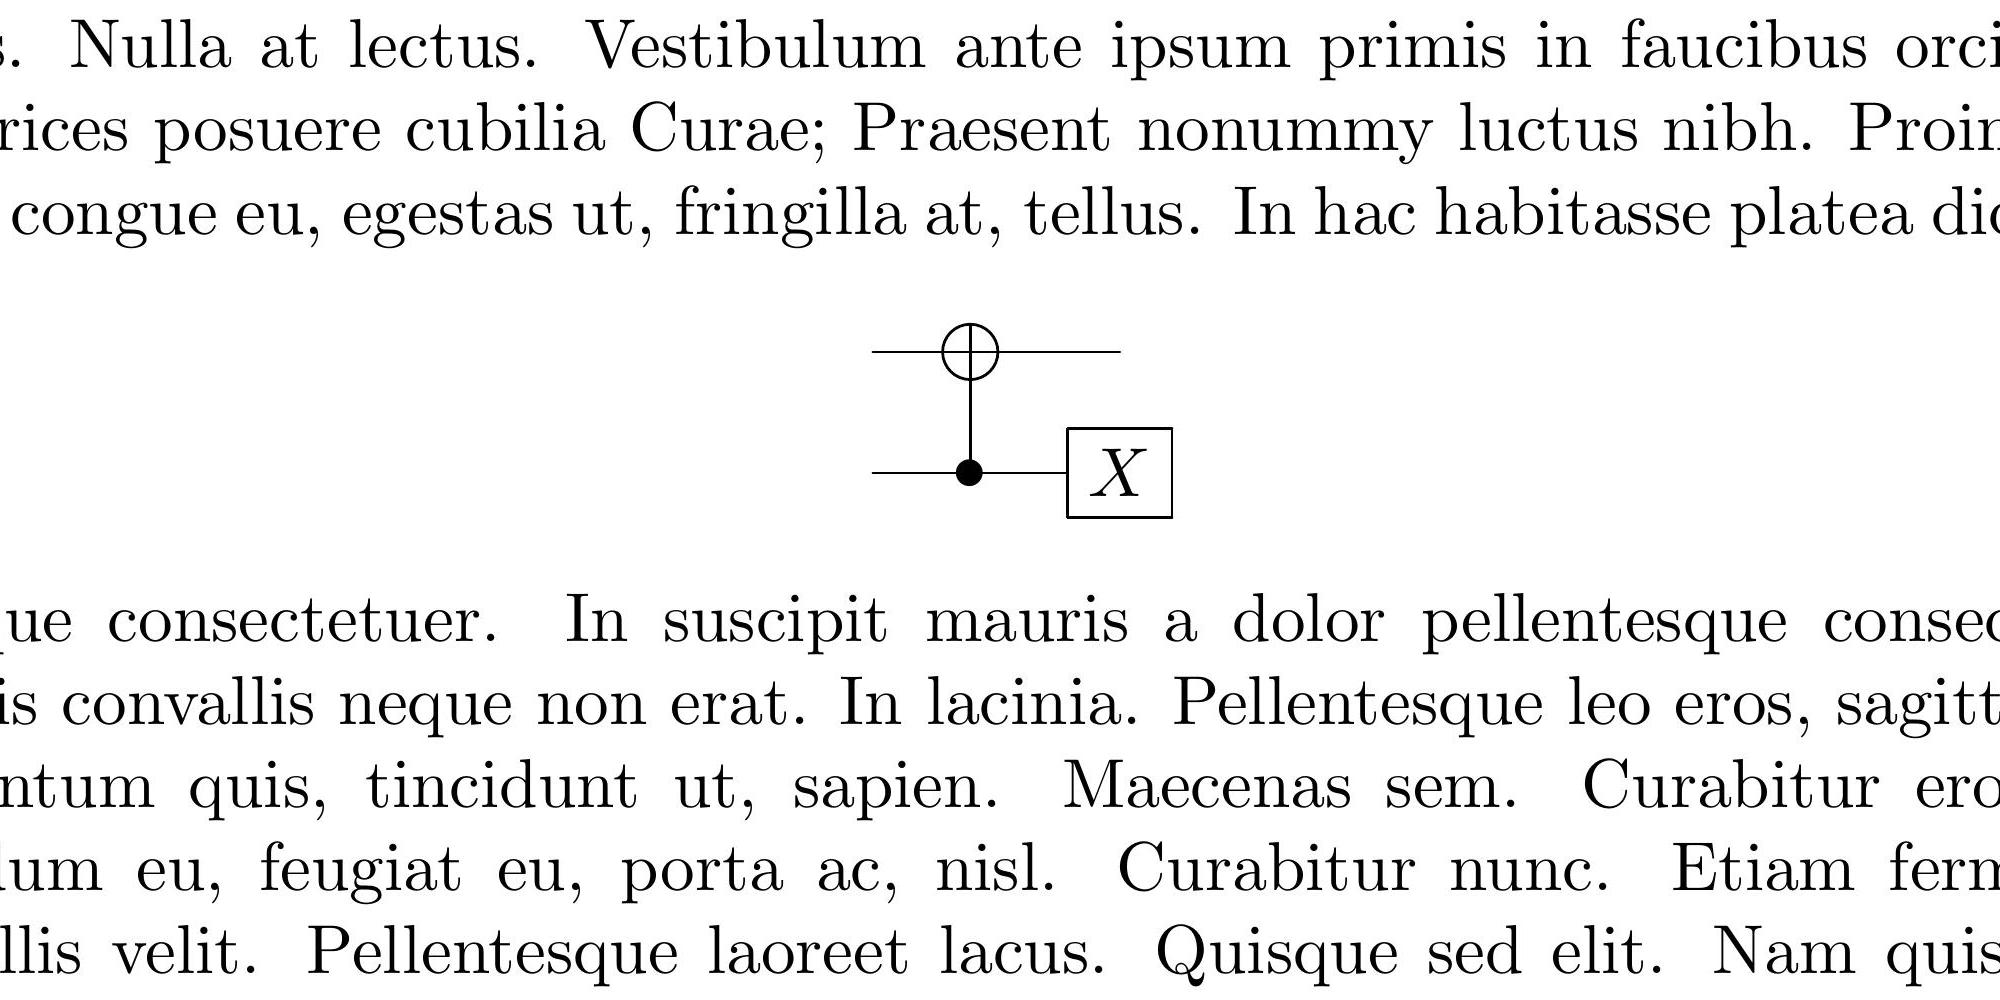 s. Nulla at lectus. Vestibulum ante ipsum primis in faucibus orci
rices posuere cubilia Curae; Praesent nonummy luctus nibh. Proin
congue eu, egestas ut, fringilla at, tellus. In hac habitasse platea dic
X
ue consectetuer. In suscipit mauris a dolor pellentesque consec
is convallis neque non erat. In lacinia. Pellentesque leo eros, sagitt
ntum quis, tincidunt ut, sapien. Maecenas sem. Curabitur ero
lum eu, feugiat eu, porta ac, nisl. Curabitur nunc. Etiam ferm
llis velit. Pellentesque laoreet lacus. Quisque sed elit. Nam quis